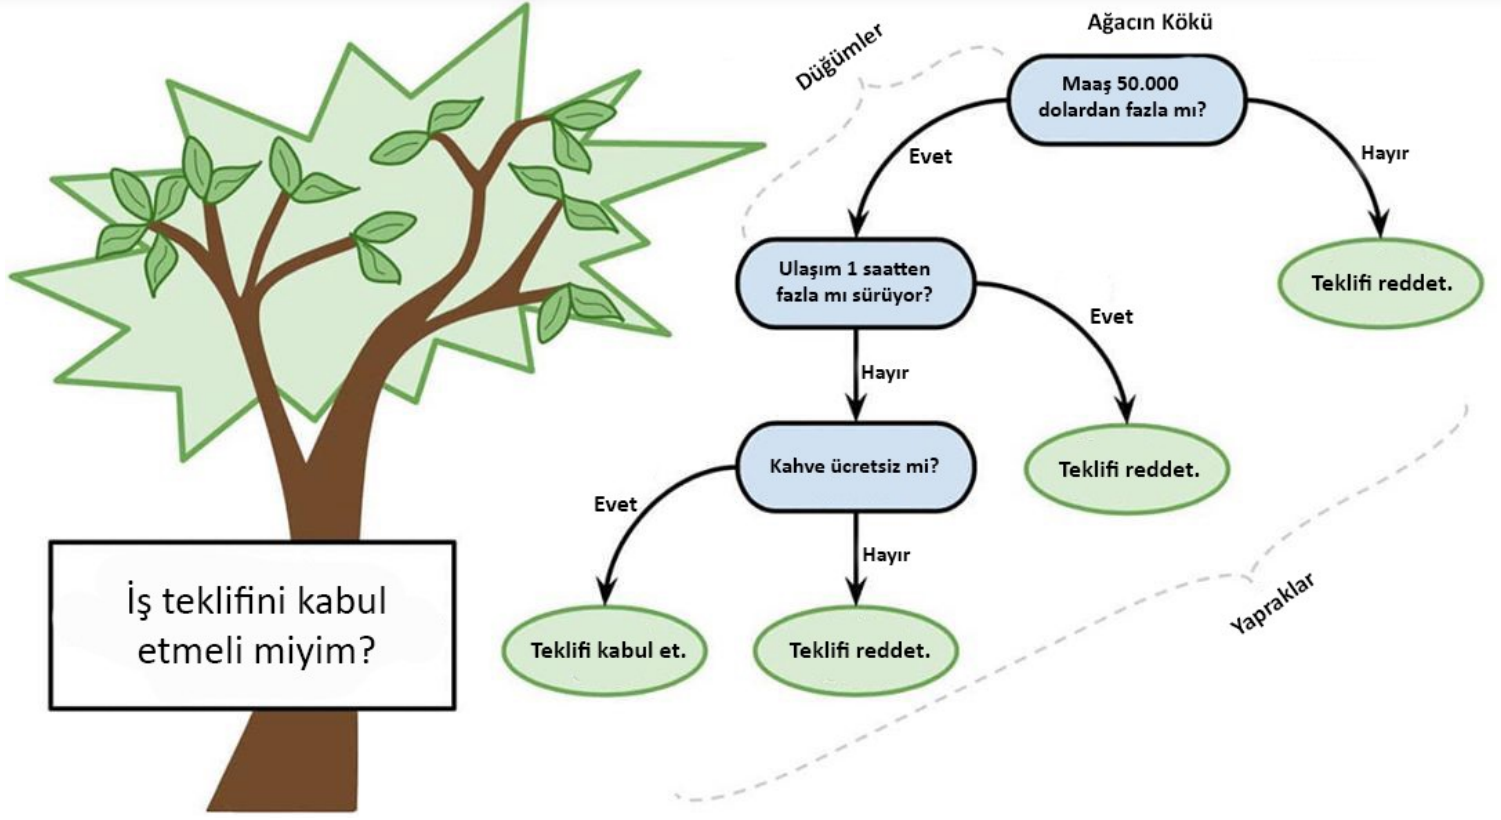 Ağacın Kökü
Düğümler
Maaş 50.000
dolardan fazla mı?
Evet
Hayır
Ulaşım 1 saatten
fazla mı sürüyor?
Teklifi reddet.
Evet
Hayır
Kahve ücretsiz mi?
Teklifi reddet.
Evet
Hayır
Yapraklar
İş teklifini kabul
etmeli miyim?
Teklifi kabul et.
Teklifi reddet.